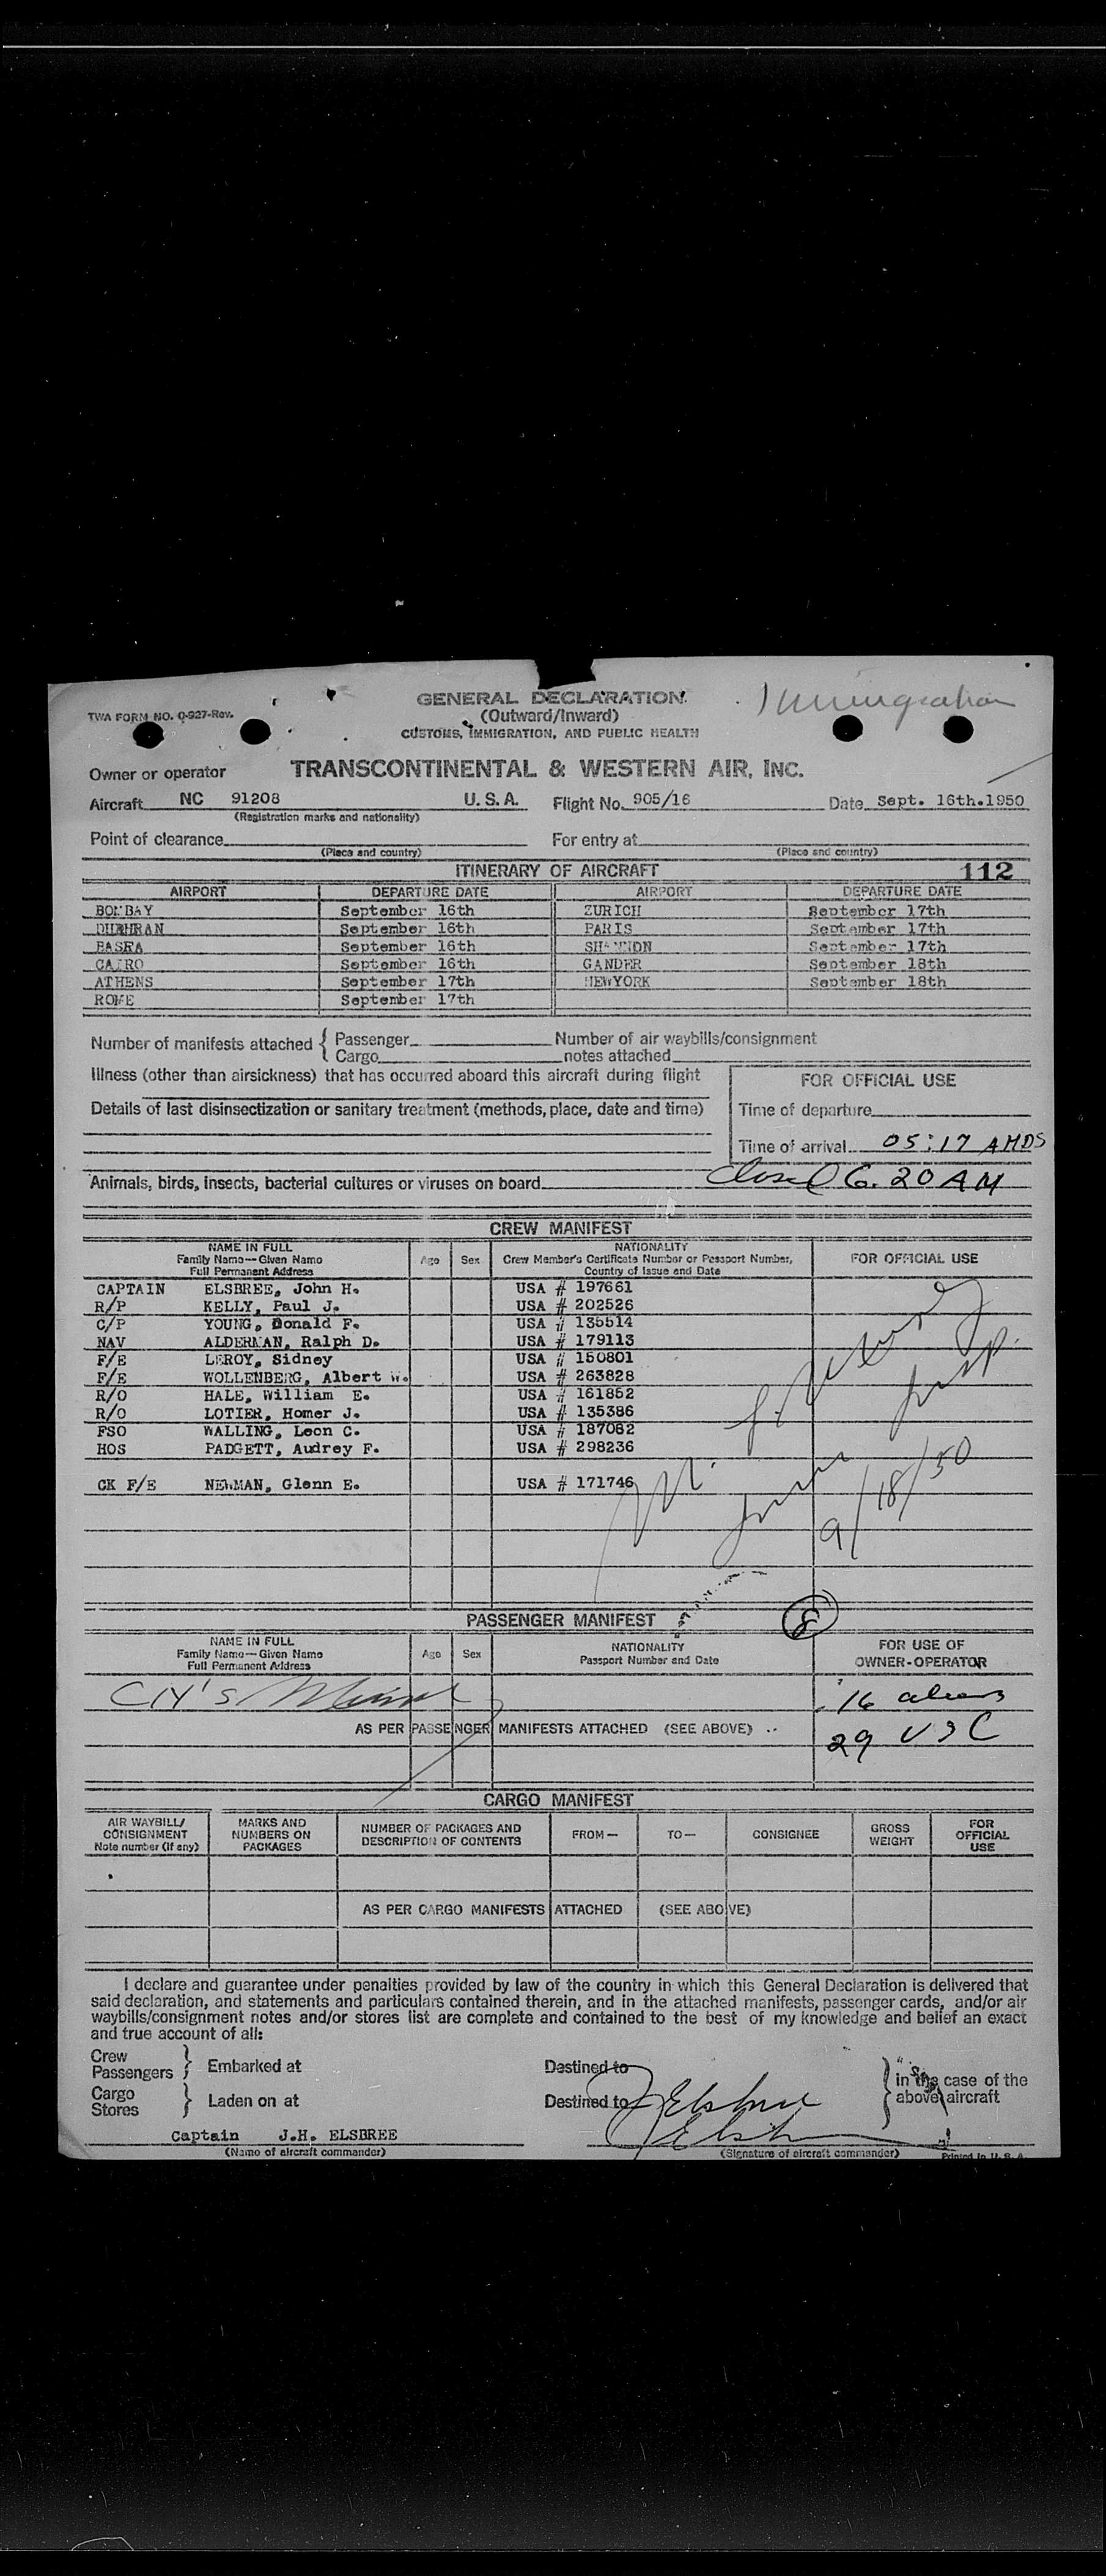 Immigration
GENERAL DECLARATION
TWA FORM NO. O-927-Rev.
(Outward/Inward)
CUSTOMS, IMMIGRATION, AND PUBLIC HEALTH
Owner or operator TRANSCONTINENTAL & WESTERN AIR, INC.
Aircraft NC 91208 U.S.A. Flight No. 905/16 Date Sept. 16th.1950
(Registration marks and nationality)
Point of clearance For entry at
(Place and country) (Place and country)
ITINERARY OF AIRCRAFT 112
AIRPORT DEPARTURE DATE AIRPORT DEPARTURE DATE
BOMBAY September 16th ZURICH September 17th
DHAHRAN September 16th PARIS September 17th
BASRA September 16th SHANNON September 17th
CAIRO September 16th GANDER September 18th
ATHENS September 17th NEWYORK September 18th
ROME September 17th
Number of manifests attached { Passenger Number of air waybills/consignment
Cargo notes attached
Illness (other than airsickness) that has occurred aboard this aircraft during flight FOR OFFICIAL USE
Details of last disinsectization or sanitary treatment (methods, place, date and time) Time of departure
Time of arrival 05:17 AMDS
Closed 6.20 AM
Animals, birds, insects, bacterial cultures or viruses on board
CREW MANIFEST
NAME IN FULL NATIONALITY
Family Name—Given Name Age Sex Crew Member's Certificate Number or Passport Number, FOR OFFICIAL USE
Full Permanent Address Country of Issue and Date
CAPTAIN ELSBREE, John H. USA # 197661
R/P KELLY, Paul J. USA # 202526
C/P YOUNG, Donald F. USA # 135514
NAV ALDERMAN, Ralph D. USA # 179113
F/E LEROY, Sidney USA # 150801
F/E WOLLENBERG, Albert W. USA # 263828
R/O HALE, William E. USA # 161852
R/O LOTIER, Homer J. USA # 135386
FSO WALLING, Leon C. USA # 187082
HOS PADGETT, Audrey F. USA # 298236
CK F/E NEWMAN, Glenn E. USA # 171746
9/18/50
PASSENGER MANIFEST 8
NAME IN FULL NATIONALITY FOR USE OF
Family Name—Given Name Age Sex Passport Number and Date OWNER-OPERATOR
Full Permanent Address
16 aliens
AS PER PASSENGER MANIFESTS ATTACHED (SEE ABOVE)
29 USC
CARGO MANIFEST
AIR WAYBILL/ CONSIGNMENT Note number (if any) MARKS AND NUMBERS ON PACKAGES NUMBER OF PACKAGES AND DESCRIPTION OF CONTENTS FROM— TO— CONSIGNEE GROSS WEIGHT FOR OFFICIAL USE
AS PER CARGO MANIFESTS ATTACHED (SEE ABOVE)
I declare and guarantee under penalties provided by law of the country in which this General Declaration is delivered that
said declaration, and statements and particulars contained therein, and in the attached manifests, passenger cards, and/or air
waybills/consignment notes and/or stores list are complete and contained to the best of my knowledge and belief an exact
and true account of all:
Crew
Passengers } Embarked at Destined to } in the case of the
Cargo
Stores } Laden on at Destined to above aircraft
J Elsbree
Captain J.H. ELSBREE
(Name of aircraft commander) (Signature of aircraft commander) Printed in U. S. A.